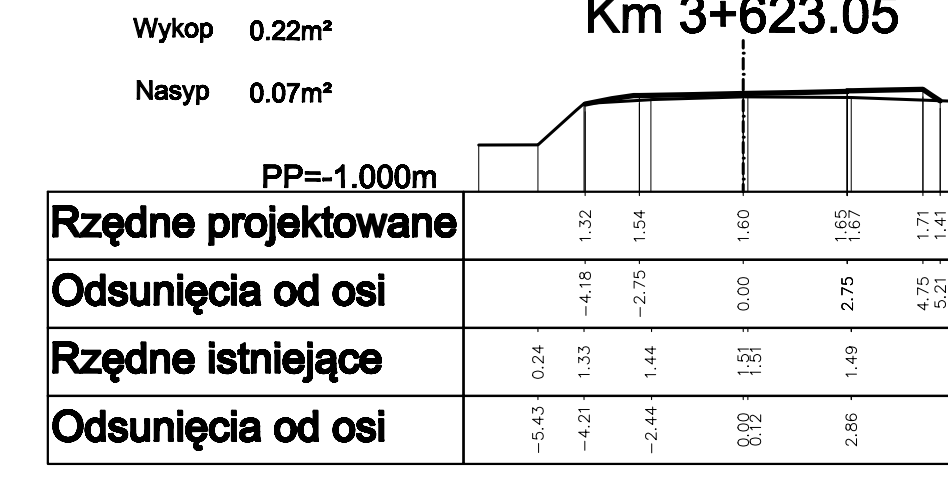 Km 3+623.05
Wykop 0.22m²
Nasyp 0.07m²
PP=-1.000m
Rzędne projektowane 1.32 1.54 1.60 1.65 1.67 1.71 1.41
Odsunięcia od osi -4.18 -2.75 0.00 2.75 4.75 5.21
Rzędne istniejące 0.24 1.33 1.44 1.51 1.51 1.49
Odsunięcia od osi -5.43 -4.21 -2.44 0.00 0.12 2.86